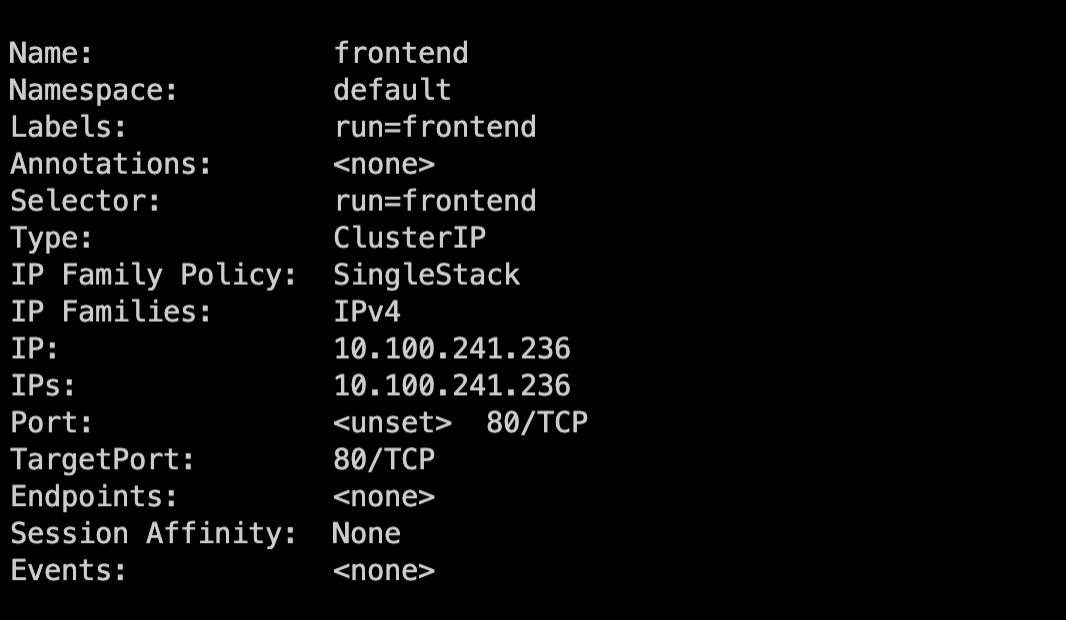 Name:              frontend
Namespace:         default
Labels:            run=frontend
Annotations:       <none>
Selector:          run=frontend
Type:              ClusterIP
IP Family Policy:  SingleStack
IP Families:       IPv4
IP:                10.100.241.236
IPs:               10.100.241.236
Port:              <unset>  80/TCP
TargetPort:        80/TCP
Endpoints:         <none>
Session Affinity:  None
Events:            <none>